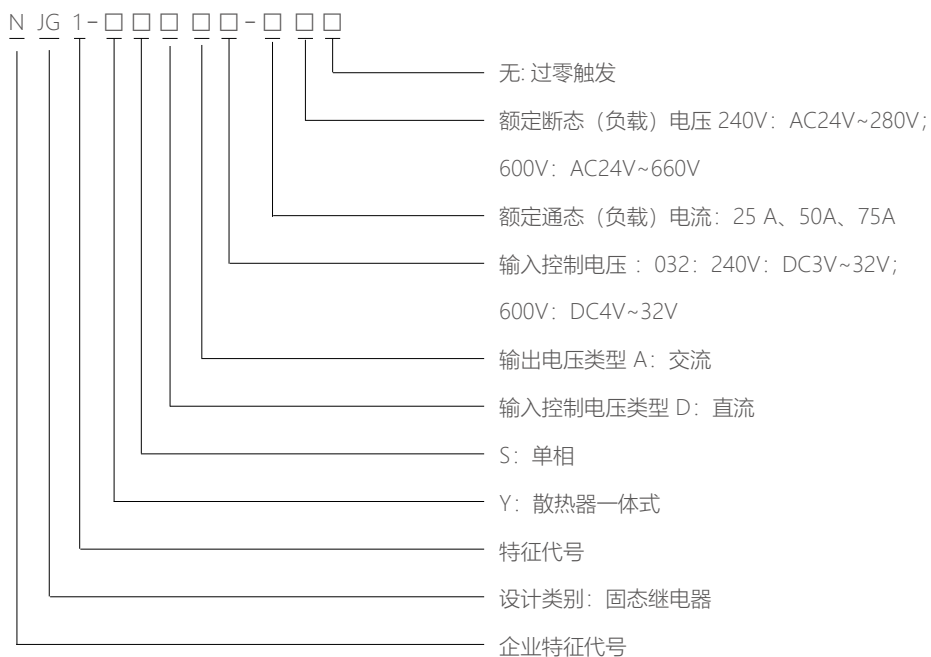 N JG 1-□□□ □□-□ □□
无: 过零触发
额定断态（负载）电压 240V：AC24V~280V；
600V：AC24V~660V
额定通态（负载）电流：25 A、50A、75A
输入控制电压 ：032：240V：DC3V~32V；
600V：DC4V~32V
输出电压类型 A：交流
输入控制电压类型 D：直流
S：单相
Y：散热器一体式
特征代号
设计类别：固态继电器
企业特征代号